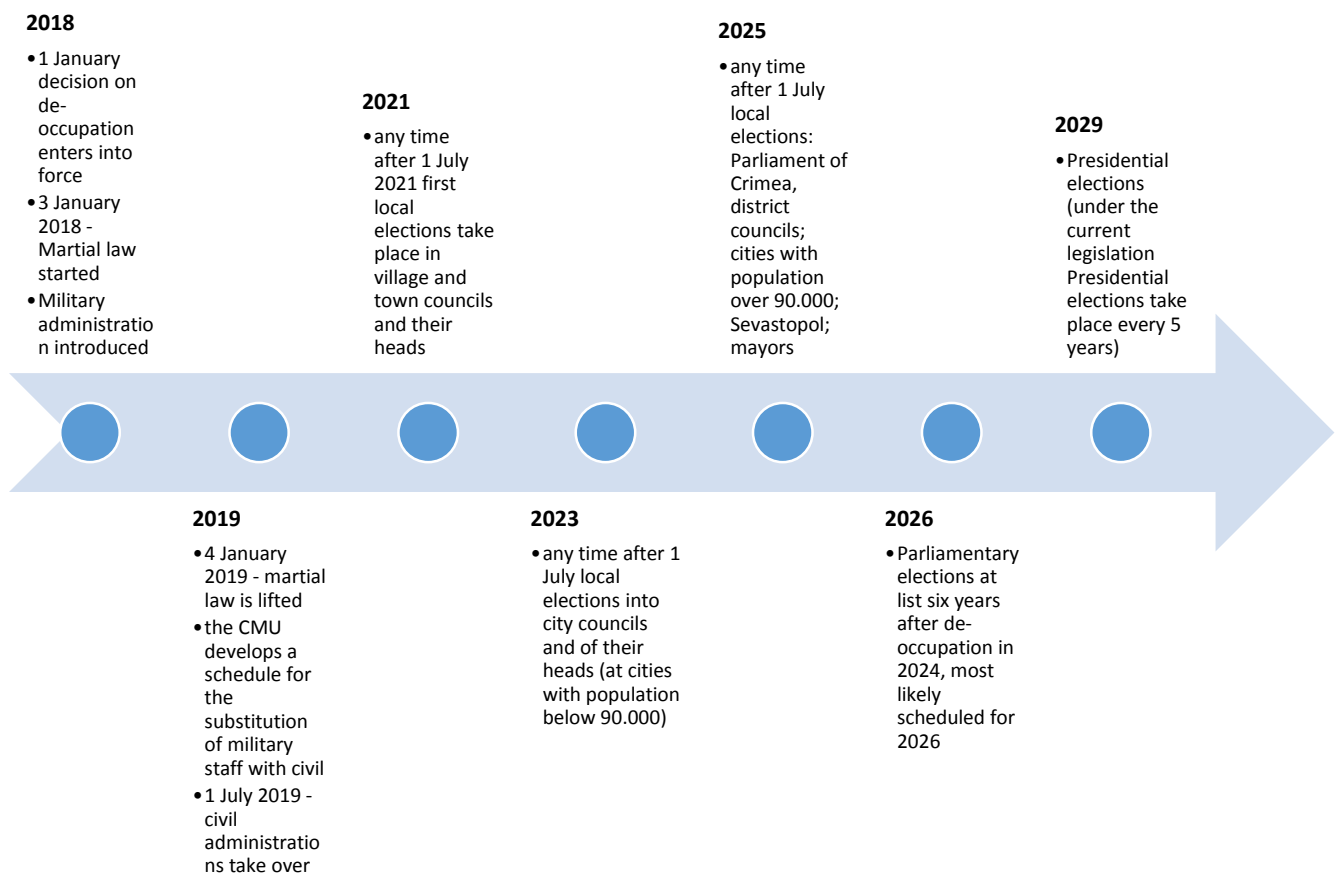 2018
•1 January
decision on
de-
occupation
enters into
force
•3 January
2018 -
Martial law
started
•Military
administratio
n introduced
2019
•4 January
2019 - martial
law is lifted
•the CMU
develops a
schedule for
the
substitution
of military
staff with civil
•1 July 2019 -
civil
administratio
ns take over
2021
•any time
after 1 July
2021 first
local
elections take
place in
village and
town councils
and their
heads
2023
•any time after 1
July local
elections into
city councils
and of their
heads (at cities
with population
below 90.000)
2025
•any time
after 1 July
local
elections:
Parliament of
Crimea,
district
councils;
cities with
population
over 90.000;
Sevastopol;
mayors
2026
•Parliamentary
elections at
list six years
after de-
occupation in
2024, most
likely
scheduled for
2026
2029
•Presidential
elections
(under the
current
legislation
Presidential
elections take
place every 5
years)